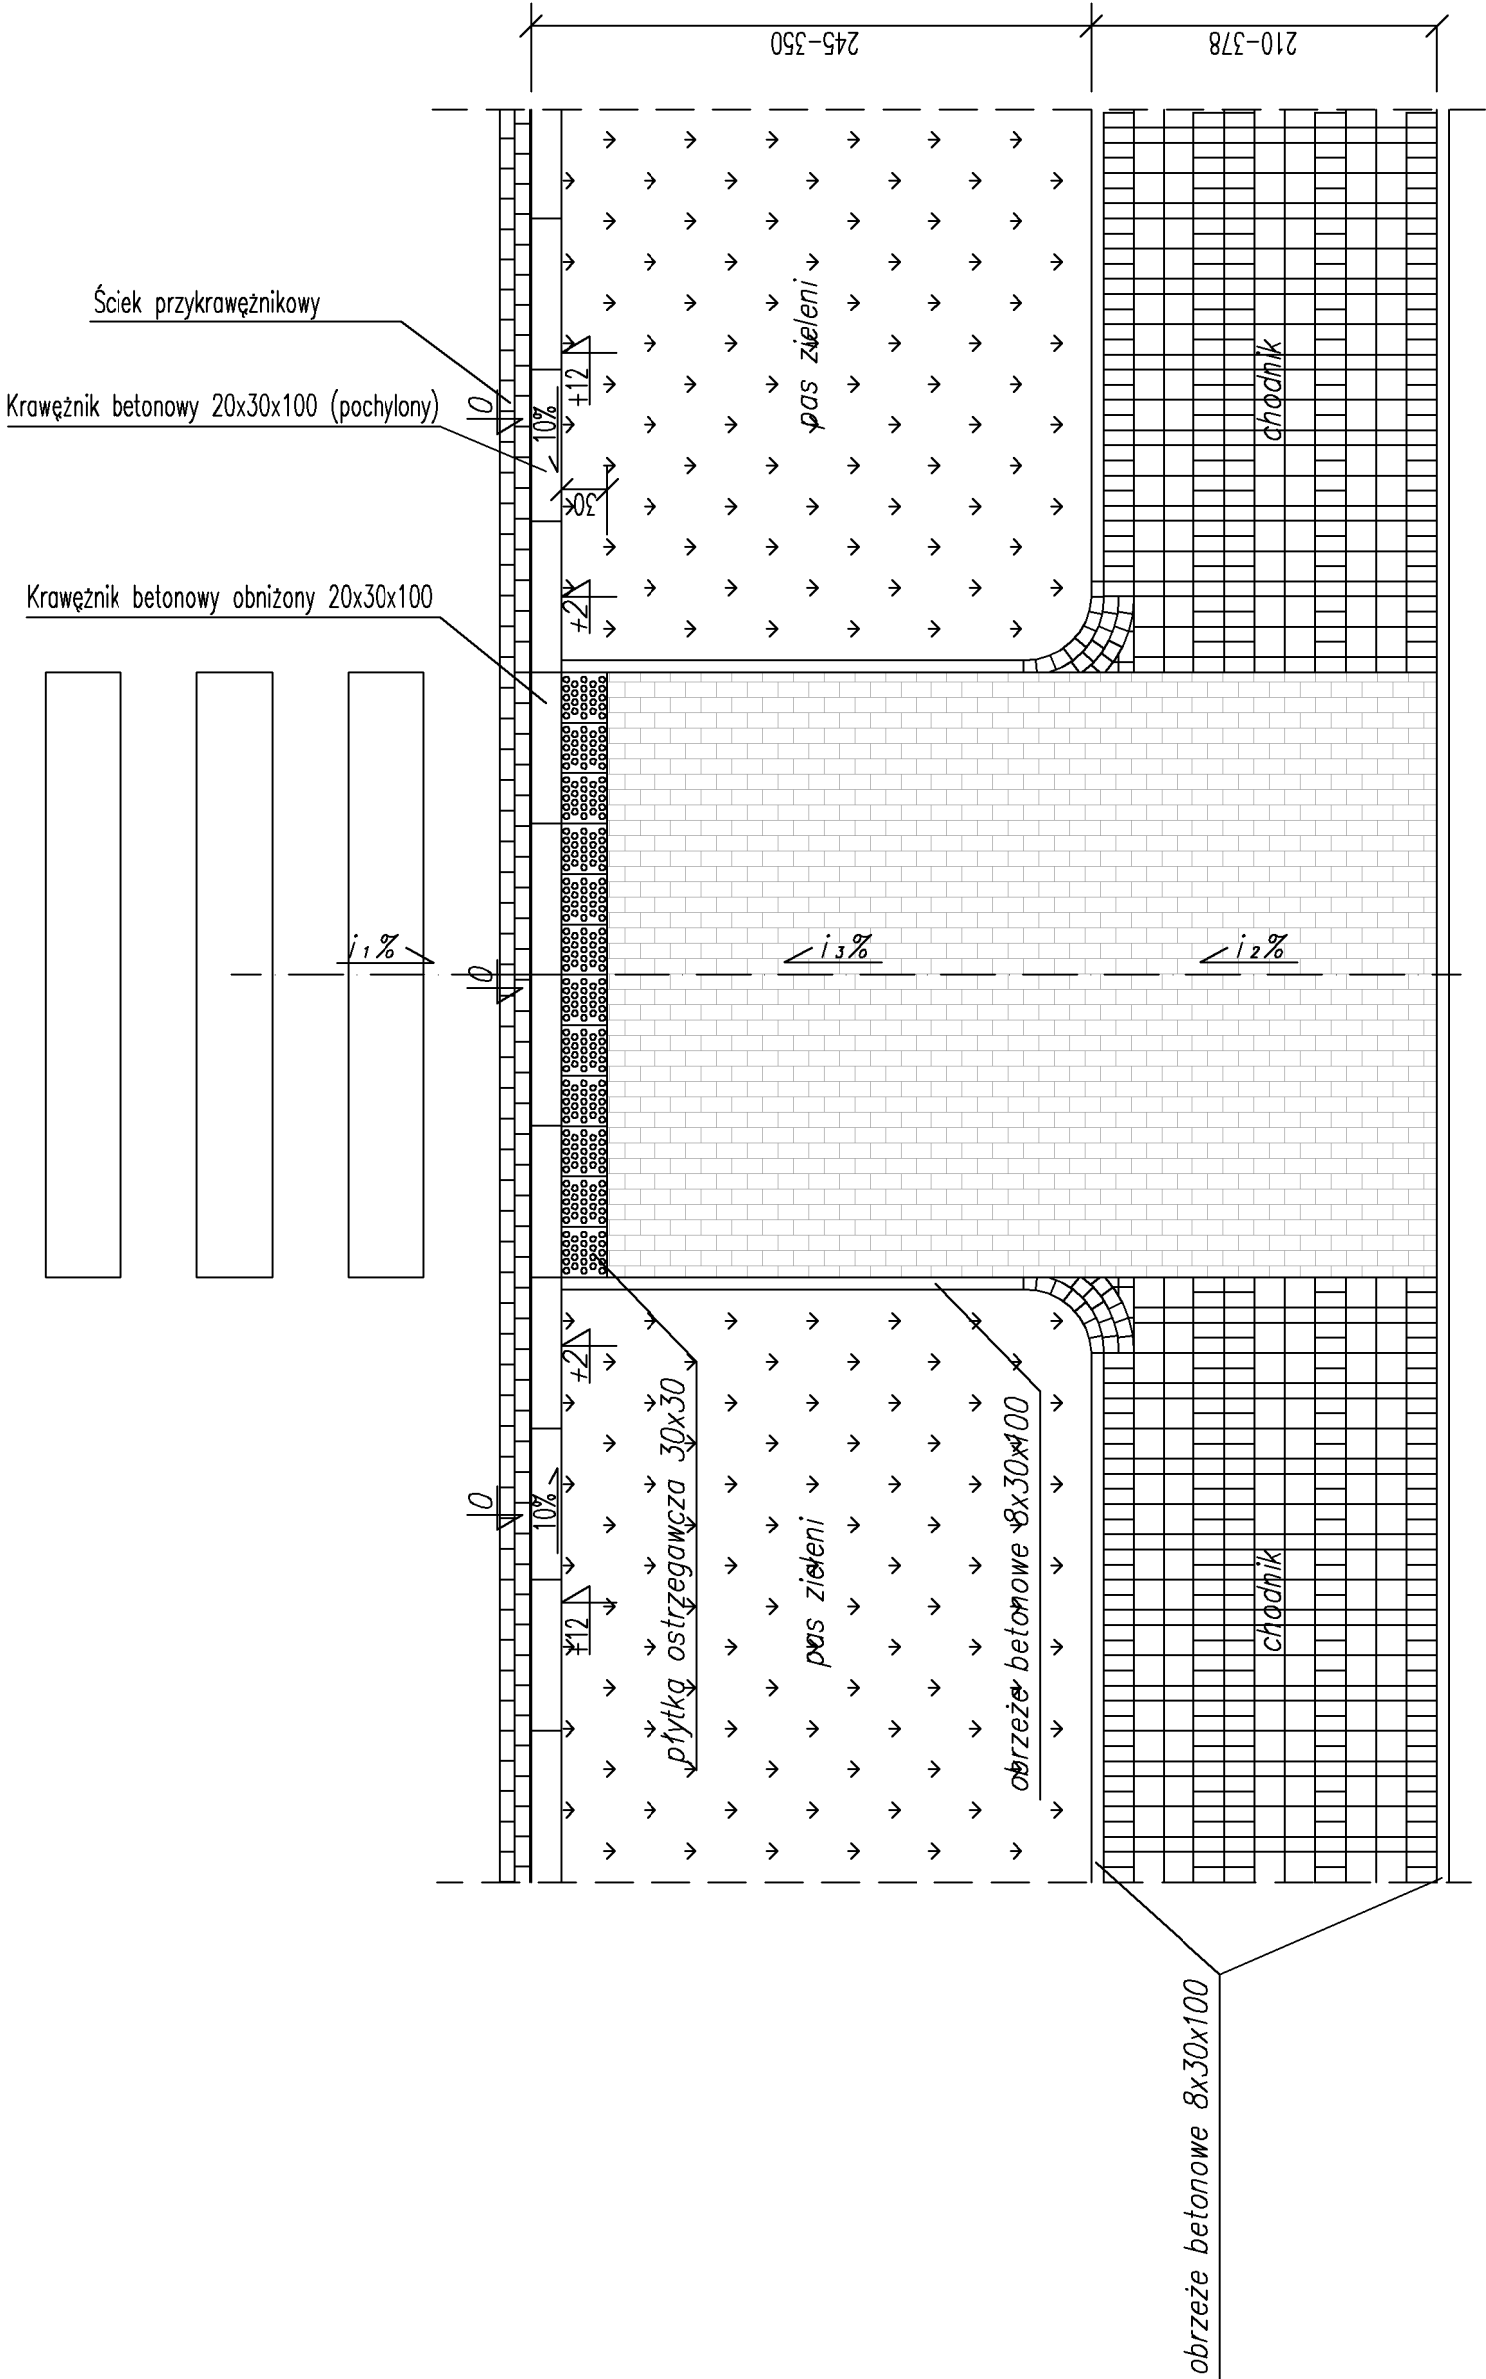 245-350
210-378
Ściek przykrawężnikowy
pas zieleni
chodnik
+12
0
10%
Krawężnik betonowy 20x30x100 (pochylony)
30
Krawężnik betonowy obniżony 20x30x100
+2
i1%
i3%
i2%
0
+2
płytka ostrzegawcza 30x30
obrzeże betonowe 8x30x100
0
10%
+12
pas zieleni
chodnik
obrzeże betonowe 8x30x100